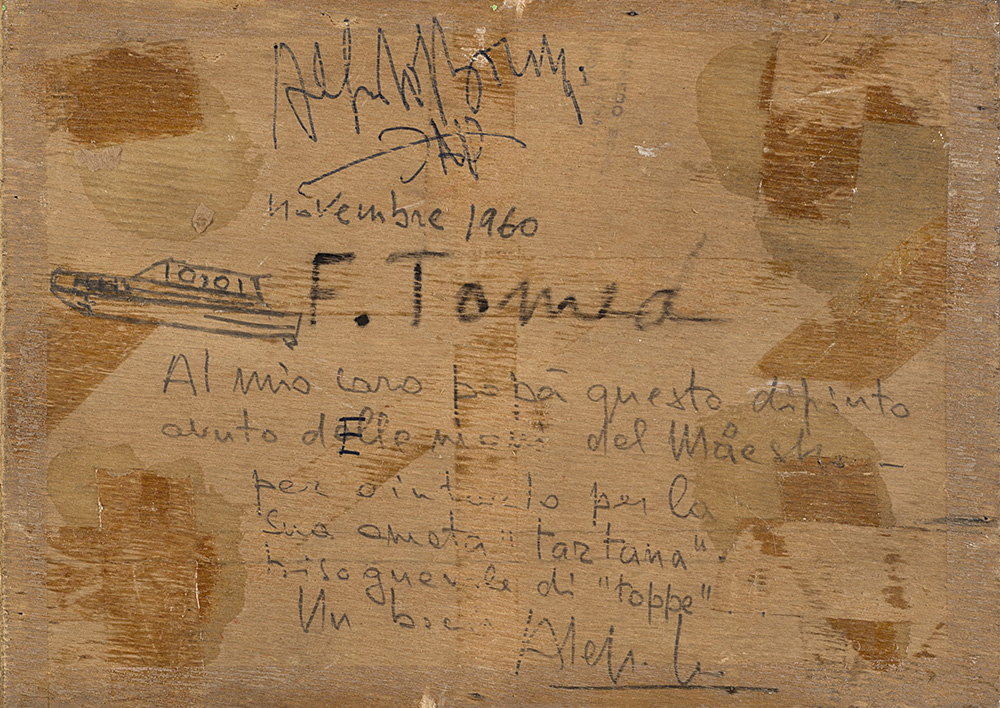 novembre 1960
F. Tomea
Al mio caro papà questo dipinto
avuto dalle mani del Maestro
per aiutarlo per la
sua amata "tartana"
bisognevole di "toppe"
Un